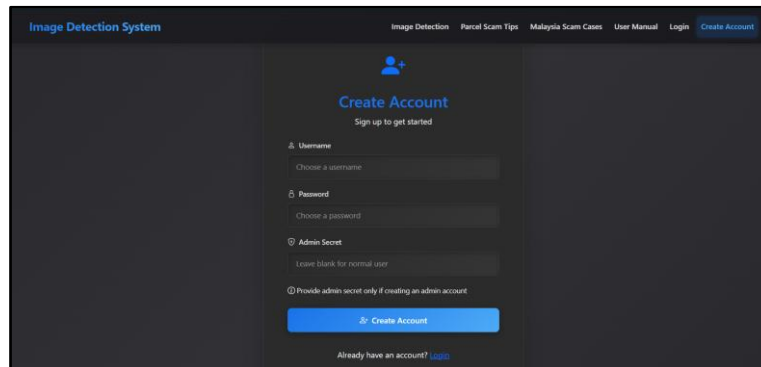 Image Detection System
Image Detection Parcel Scam Tips Malaysia Scam Cases User Manual Login Create Account
Create Account
Sign up to get started
Username
Choose a username
Password
Choose a password
Admin Secret
Leave blank for normal user
Provide admin secret only if creating an admin account
Create Account
Already have an account? Login